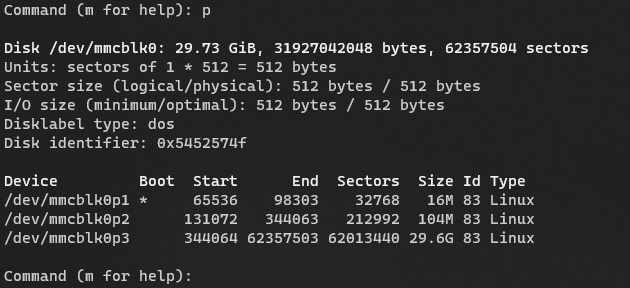 Command (m for help): p
Disk /dev/mmcblk0: 29.73 GiB, 31927042048 bytes, 62357504 sectors
Units: sectors of 1 * 512 = 512 bytes
Sector size (logical/physical): 512 bytes / 512 bytes
I/O size (minimum/optimal): 512 bytes / 512 bytes
Disklabel type: dos
Disk identifier: 0x5452574f
Device         Boot  Start      End  Sectors  Size Id Type
/dev/mmcblk0p1 *     65536    98303    32768   16M 83 Linux
/dev/mmcblk0p2      131072   344063   212992  104M 83 Linux
/dev/mmcblk0p3      344064 62357503 62013440 29.6G 83 Linux
Command (m for help):